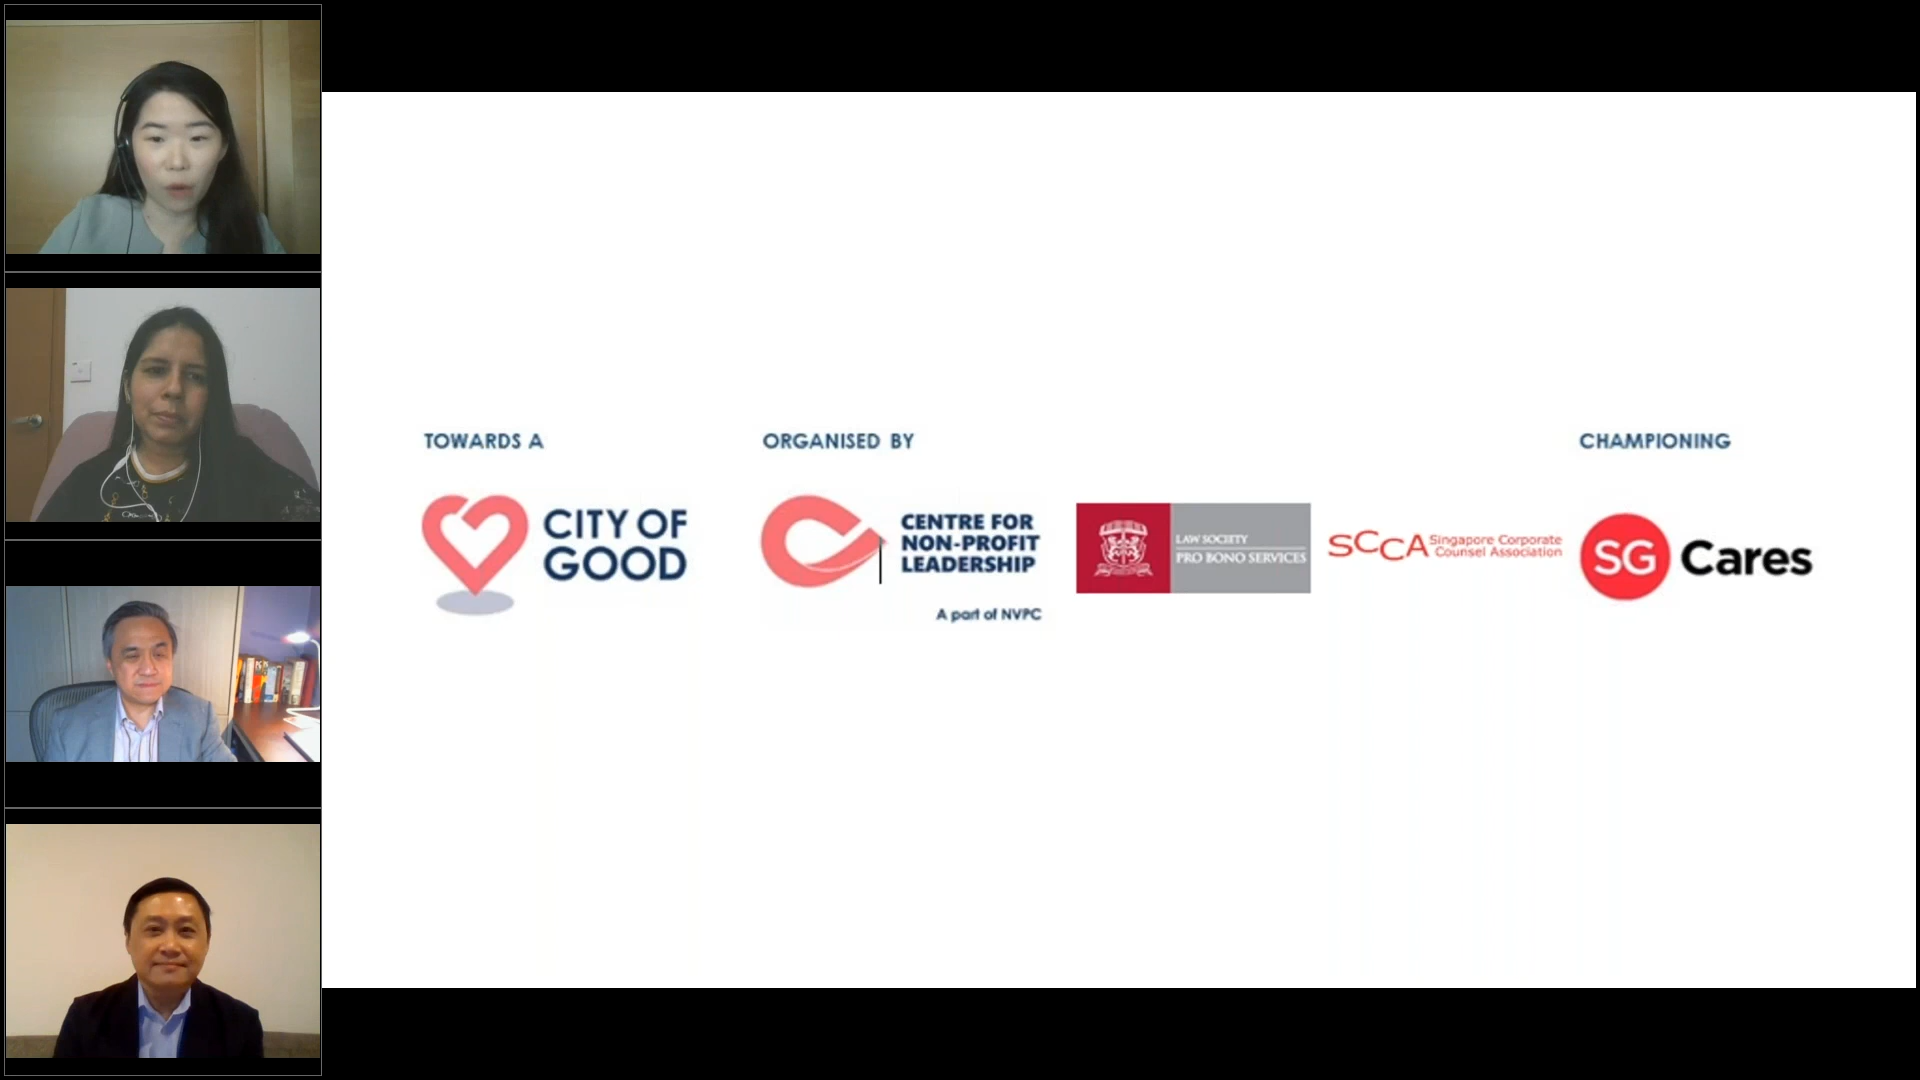 TOWARDS A
CITY OF
GOOD
ORGANISED BY
CENTRE FOR
NON-PROFIT
LEADERSHIP
A part of NVPC
LAW SOCIETY
PRO BONO SERVICES
SCCA Singapore Corporate
Counsel Association
CHAMPIONING
SG Cares